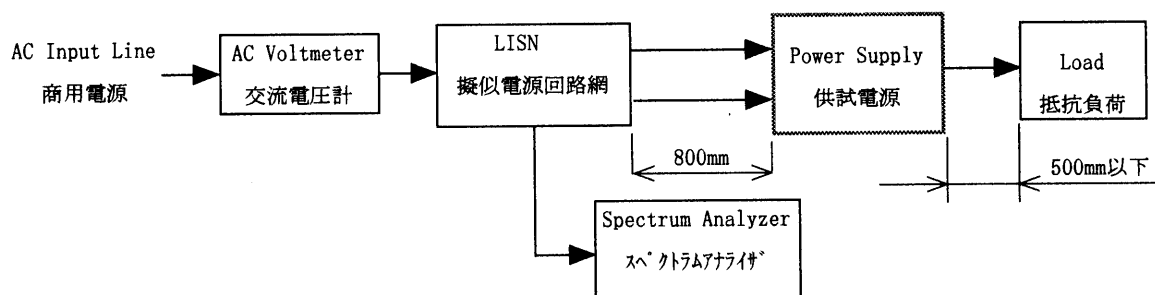 AC Input Line
商用電源
AC Voltmeter
交流電圧計
LISN
擬似電源回路網
Power Supply
供試電源
Load
抵抗負荷
800mm
500mm以下
Spectrum Analyzer
スペクトラムアナライザ